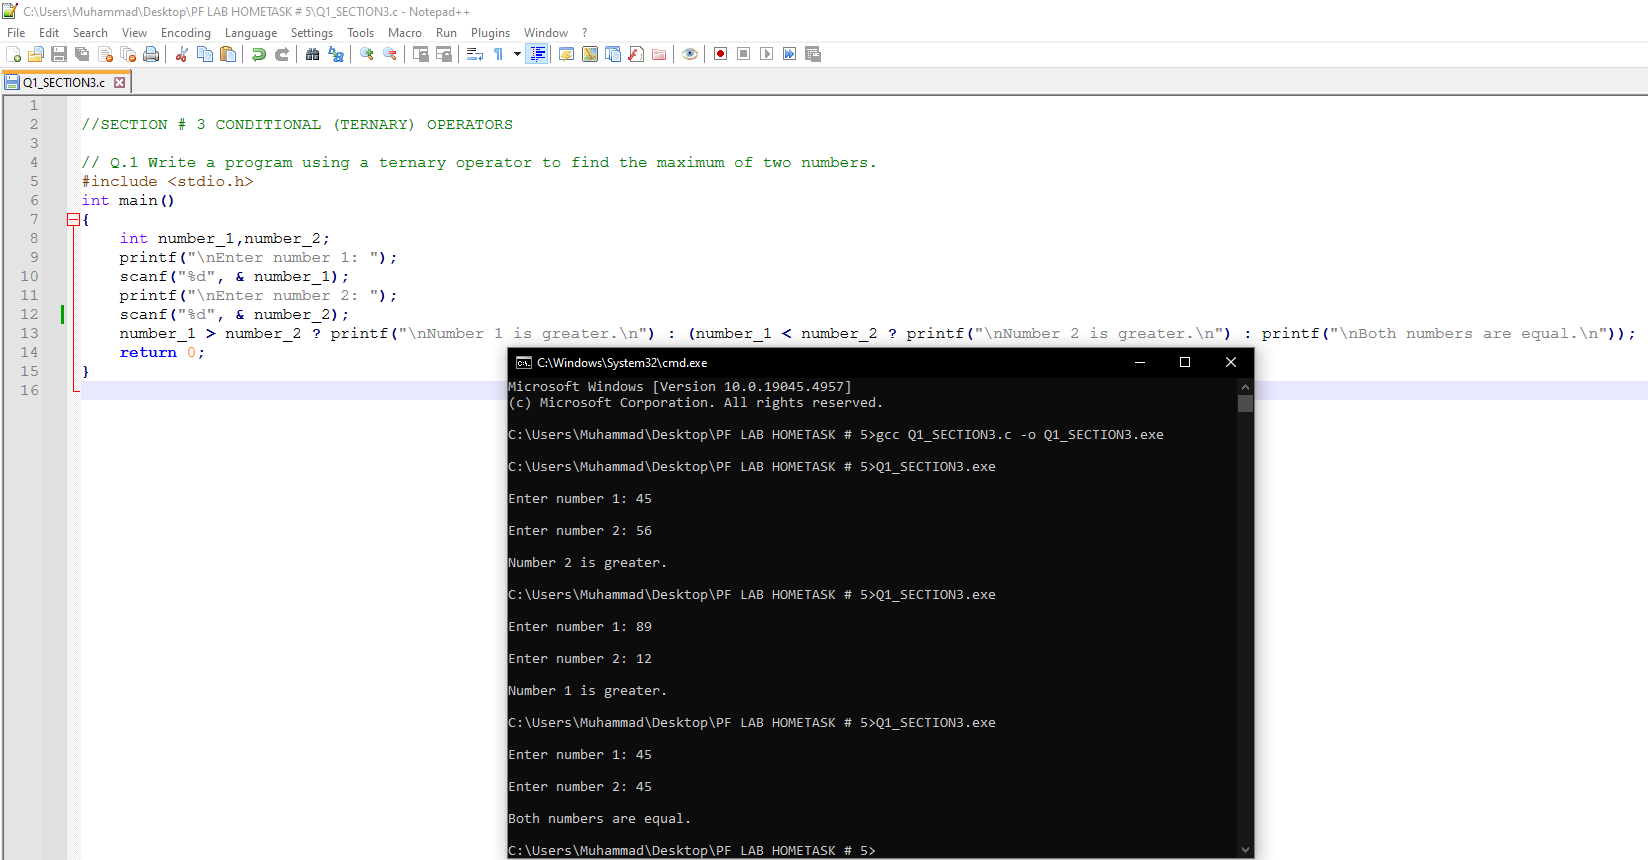 C:\Users\Muhammad\Desktop\PF LAB HOMETASK # 5\Q1_SECTION3.c - Notepad++
File Edit Search View Encoding Language Settings Tools Macro Run Plugins Window ?
Q1_SECTION3.c
1
2 //SECTION # 3 CONDITIONAL (TERNARY) OPERATORS
3
4 // Q.1 Write a program using a ternary operator to find the maximum of two numbers.
5 #include <stdio.h>
6 int main()
7 {
8 int number_1,number_2;
9 printf("\nEnter number 1: ");
10 scanf("%d", & number_1);
11 printf("\nEnter number 2: ");
12 scanf("%d", & number_2);
13 number_1 > number_2 ? printf("\nNumber 1 is greater.\n") : (number_1 < number_2 ? printf("\nNumber 2 is greater.\n") : printf("\nBoth numbers are equal.\n"));
14 return 0;
15 }
16
C:\Windows\System32\cmd.exe
Microsoft Windows [Version 10.0.19045.4957]
(c) Microsoft Corporation. All rights reserved.
C:\Users\Muhammad\Desktop\PF LAB HOMETASK # 5>gcc Q1_SECTION3.c -o Q1_SECTION3.exe
C:\Users\Muhammad\Desktop\PF LAB HOMETASK # 5>Q1_SECTION3.exe
Enter number 1: 45
Enter number 2: 56
Number 2 is greater.
C:\Users\Muhammad\Desktop\PF LAB HOMETASK # 5>Q1_SECTION3.exe
Enter number 1: 89
Enter number 2: 12
Number 1 is greater.
C:\Users\Muhammad\Desktop\PF LAB HOMETASK # 5>Q1_SECTION3.exe
Enter number 1: 45
Enter number 2: 45
Both numbers are equal.
C:\Users\Muhammad\Desktop\PF LAB HOMETASK # 5>